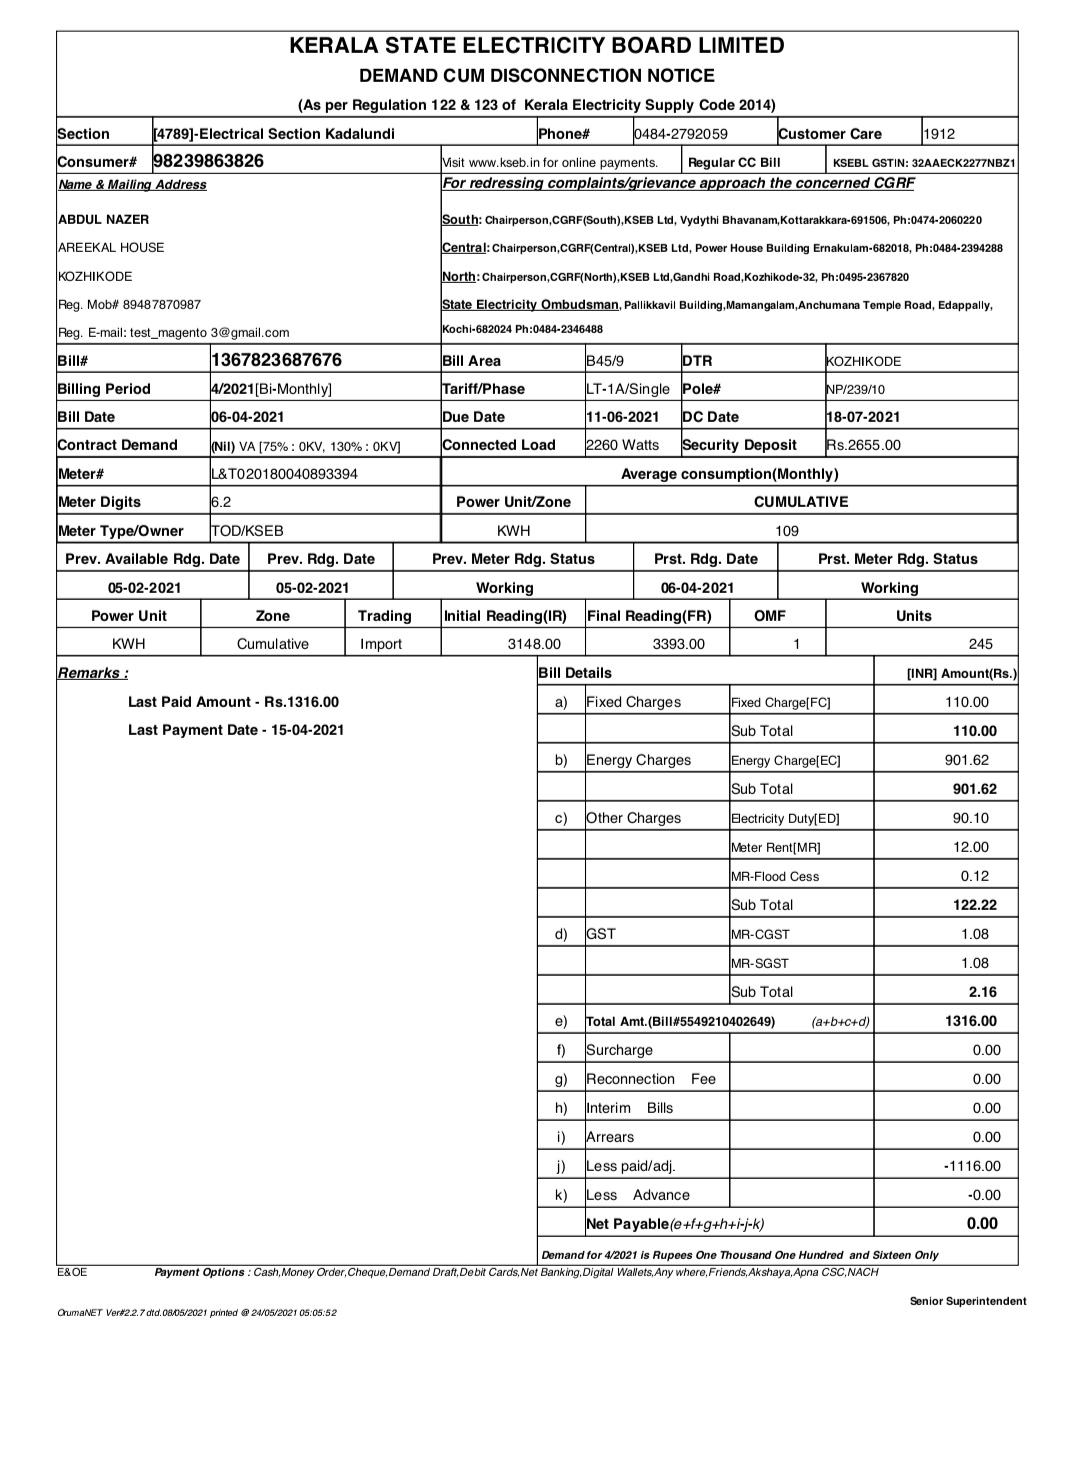 KERALA STATE ELECTRICITY BOARD LIMITED
DEMAND CUM DISCONNECTION NOTICE
(As per Regulation 122 & 123 of Kerala Electricity Supply Code 2014)
Section [4789]-Electrical Section Kadalundi Phone# 0484-2792059 Customer Care 1912
Consumer# 98239863826 Visit www.kseb.in for online payments. Regular CC Bill KSEBL GSTIN: 32AAECK2277NBZ1
Name & Mailing Address For redressing complaints/grievance approach the concerned CGRF
ABDUL NAZER South: Chairperson,CGRF(South),KSEB Ltd, Vydythi Bhavanam,Kottarakkara-691506, Ph:0474-2060220
AREEKAL HOUSE Central: Chairperson,CGRF(Central),KSEB Ltd, Power House Building Ernakulam-682018, Ph:0484-2394288
KOZHIKODE North: Chairperson,CGRF(North),KSEB Ltd,Gandhi Road,Kozhikode-32, Ph:0495-2367820
Reg. Mob# 89487870987 State Electricity Ombudsman, Pallikkavil Building,Mamangalam,Anchumana Temple Road, Edappally,
Reg. E-mail: test_magento 3@gmail.com Kochi-682024 Ph:0484-2346488
Bill# 1367823687676 Bill Area B45/9 DTR KOZHIKODE
Billing Period 4/2021[Bi-Monthly] Tariff/Phase LT-1A/Single Pole# NP/239/10
Bill Date 06-04-2021 Due Date 11-06-2021 DC Date 18-07-2021
Contract Demand (Nil) VA [75% : 0KV, 130% : 0KV] Connected Load 2260 Watts Security Deposit Rs.2655.00
Meter# L&T020180040893394 Average consumption(Monthly)
Meter Digits 6.2 Power Unit/Zone CUMULATIVE
Meter Type/Owner TOD/KSEB KWH 109
Prev. Available Rdg. Date Prev. Rdg. Date Prev. Meter Rdg. Status Prst. Rdg. Date Prst. Meter Rdg. Status
05-02-2021 05-02-2021 Working 06-04-2021 Working
Power Unit Zone Trading Initial Reading(IR) Final Reading(FR) OMF Units
KWH Cumulative Import 3148.00 3393.00 1 245
Remarks : Bill Details [INR] Amount(Rs.)
Last Paid Amount - Rs.1316.00 a) Fixed Charges Fixed Charge[FC] 110.00
Last Payment Date - 15-04-2021 Sub Total 110.00
b) Energy Charges Energy Charge[EC] 901.62
Sub Total 901.62
c) Other Charges Electricity Duty[ED] 90.10
Meter Rent[MR] 12.00
MR-Flood Cess 0.12
Sub Total 122.22
d) GST MR-CGST 1.08
MR-SGST 1.08
Sub Total 2.16
e) Total Amt.(Bill#5549210402649) (a+b+c+d) 1316.00
f) Surcharge 0.00
g) Reconnection Fee 0.00
h) Interim Bills 0.00
i) Arrears 0.00
j) Less paid/adj. -1116.00
k) Less Advance -0.00
Net Payable(e+f+g+h+i-j-k) 0.00
Demand for 4/2021 is Rupees One Thousand One Hundred and Sixteen Only
E&OE Payment Options : Cash,Money Order,Cheque,Demand Draft,Debit Cards,Net Banking,Digital Wallets,Any where,Friends,Akshaya,Apna CSC,NACH
Senior Superintendent
OrumaNET Ver#2.2.7 dtd.08/05/2021 printed @ 24/05/2021 05:05:52